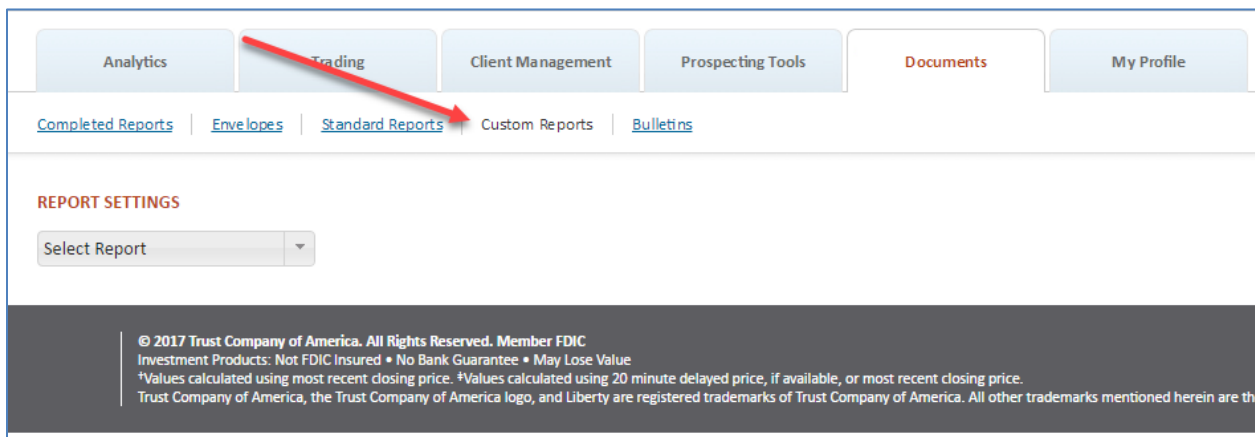 Analytics
Trading
Client Management
Prospecting Tools
Documents
My Profile
Completed Reports
Envelopes
Standard Reports
Custom Reports
Bulletins
REPORT SETTINGS
Select Report
© 2017 Trust Company of America. All Rights Reserved. Member FDIC
Investment Products: Not FDIC Insured • No Bank Guarantee • May Lose Value
†Values calculated using most recent closing price. ‡Values calculated using 20 minute delayed price, if available, or most recent closing price.
Trust Company of America, the Trust Company of America logo, and Liberty are registered trademarks of Trust Company of America. All other trademarks mentioned herein are th